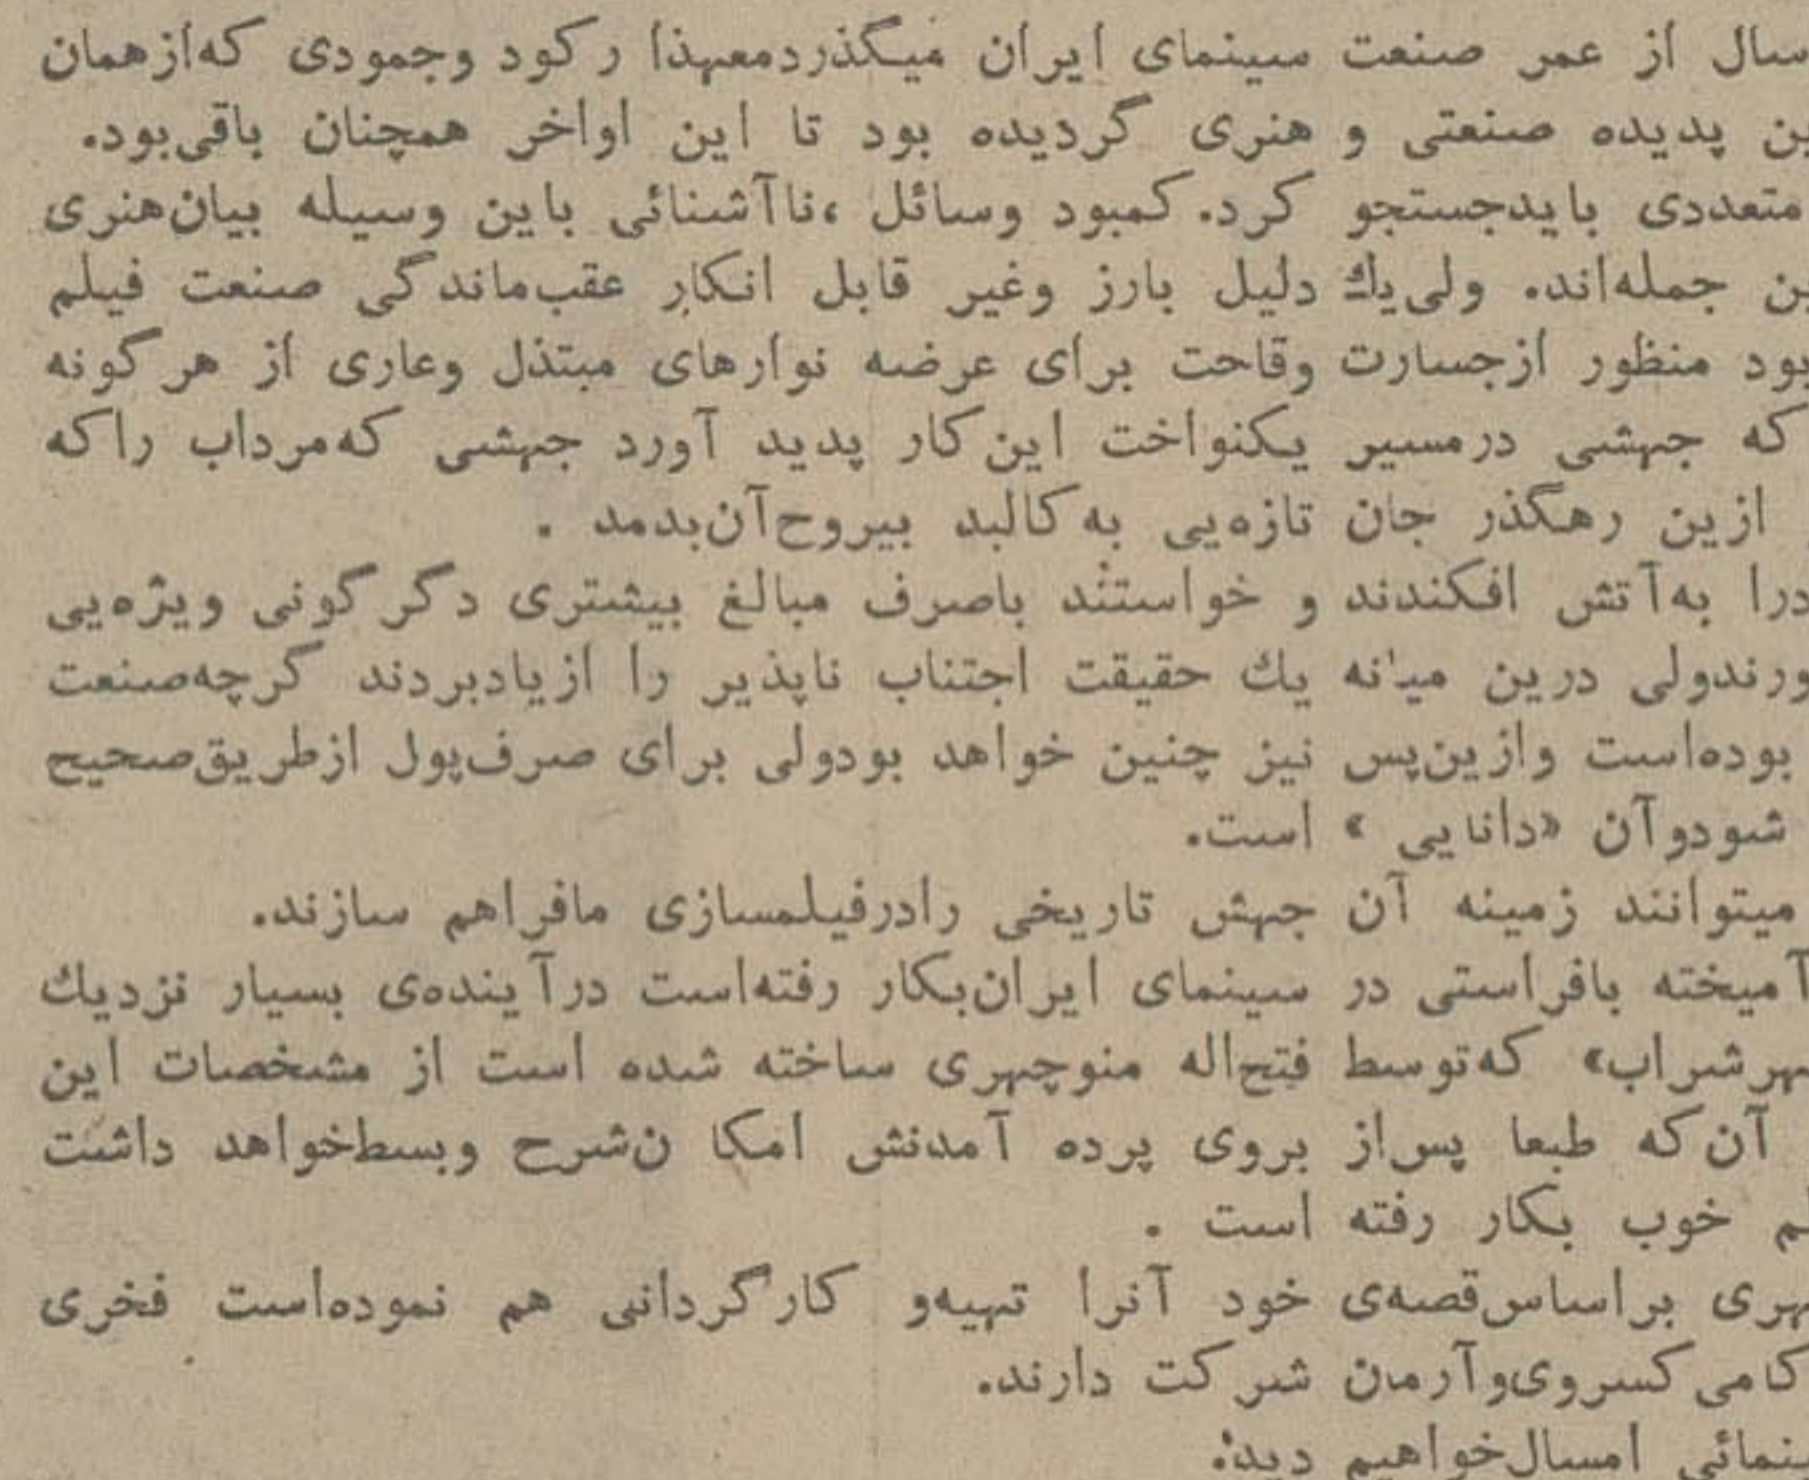 سال از عمر صنعت سینمای ایران میگذردمعهذا رکود وجمودی که‌ازهمان
پدیده صنعتی و هنری گردیده بود تا این اواخر همچنان باقی‌بود.
متعددی بایدجستجو کرد. کمبود وسائل ،ناآشنائی باین وسیله بیان‌هنری
جمله‌اند. ولی‌یك دلیل بارز وغیر قابل انکار عقب‌ماندگی صنعت فیلم
بود منظور ازجسارت وقاحت برای عرضه نوارهای مبتذل وعاری از هرگونه
که جهشی درمسیر یکنواخت این‌کار پدید آورد جهشی که‌مرداب راکه
ازین رهگذر جان تازه‌یی به‌کالبد بیروح‌آن‌بدمد .
درا به‌آتش افکندند و خواستند باصرف مبالغ بیشتری دگرگونی ویژه‌یی
ورندولی درین میانه یك حقیقت اجتناب ناپذیر را ازیادبردند گرچه‌صنعت
بوده‌است وازین‌پس نیز چنین خواهد بودولی برای صرف‌پول ازطریق‌صحیح
شودوآن «دانایی » است.
میتوانند زمینه آن جهش تاریخی رادرفیلمسازی مافراهم سازند.
آمیخته بافراستی در سینمای ایران‌بکار رفته‌است درآینده‌ی بسیار نزدیك
هرشراب» که‌توسط فتح‌اله منوچهری ساخته شده است از مشخصات این
آن‌که طبعا پس‌از بروی پرده آمدنش امکا ن‌شرح وبسط‌خواهد داشت
خوب بکار رفته است .
هری براساس‌قصه‌ی خود آنرا تهیه‌و کارگردانی هم نموده‌است فخری
کامی‌کسروی‌وآرمان شرکت دارند.
ینمائی امسال‌خواهیم دید: